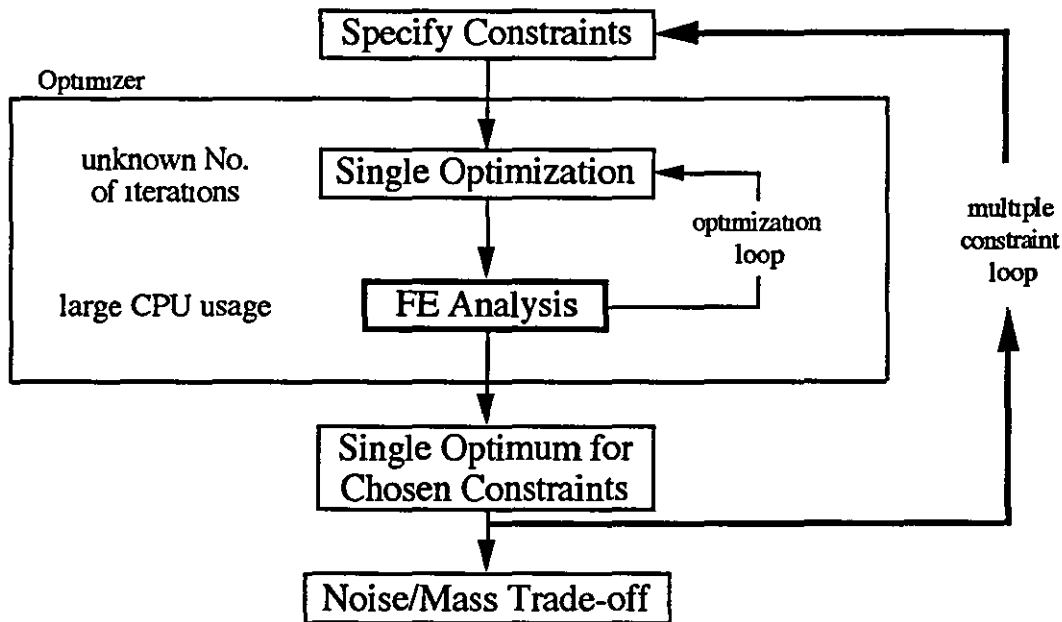 Specify Constraints
Optimizer
unknown No.
of iterations
Single Optimization
optimization
loop
multiple
constraint
loop
large CPU usage
FE Analysis
Single Optimum for
Chosen Constraints
Noise/Mass Trade-off